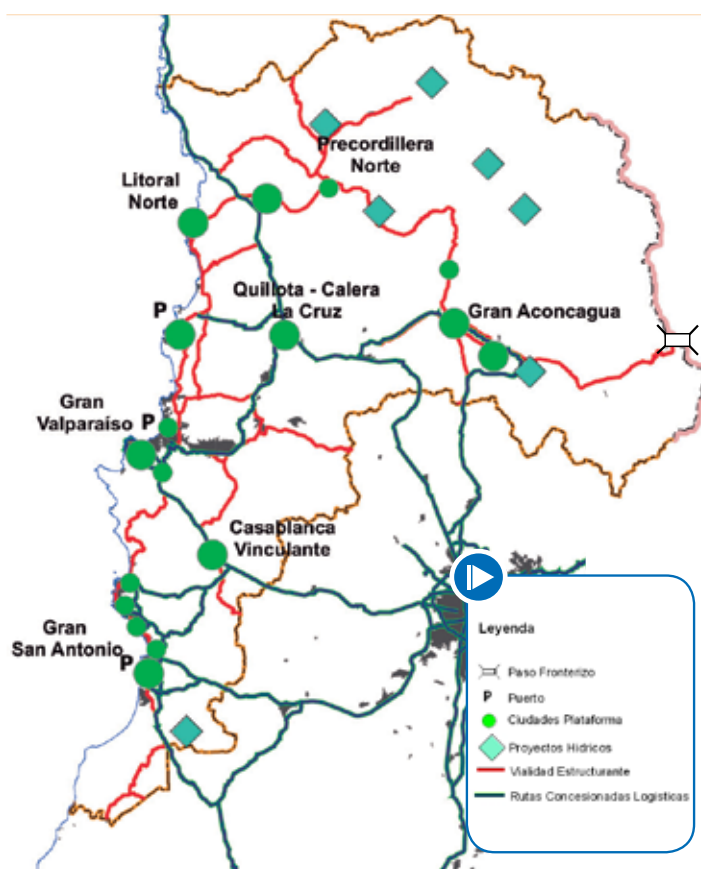 Precordillera
Norte
Litoral
Norte
Quillota - Calera
La Cruz
P
Gran Aconcagua
Gran
Valparaíso
P
Casablanca
Vinculante
Gran
San Antonio
P
Leyenda
Paso Fronterizo
P Puerto
Ciudades Plataforma
Proyectos Hídricos
Vialidad Estructurante
Rutas Concesionadas Logísticas